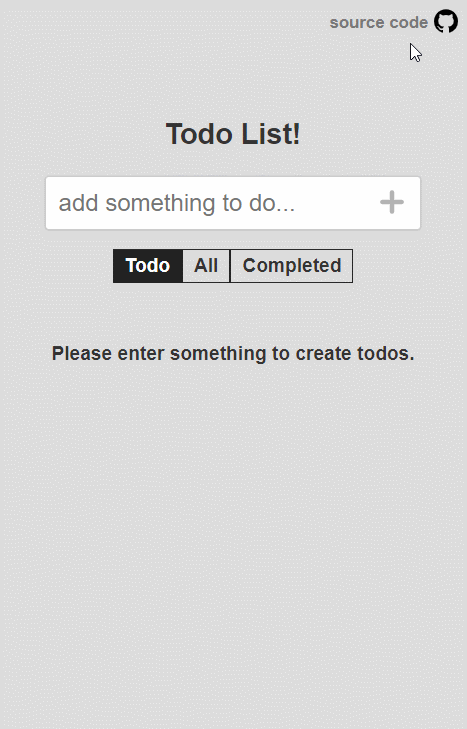 source code
Todo List!
add something to do...
Todo All Completed
Please enter something to create todos.